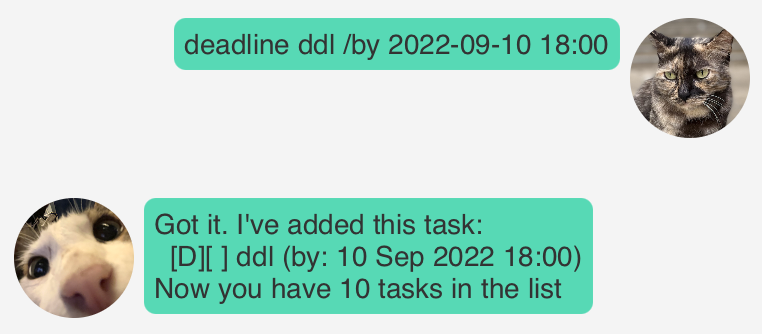 deadline ddl /by 2022-09-10 18:00
Got it. I've added this task:
[D][ ] ddl (by: 10 Sep 2022 18:00)
Now you have 10 tasks in the list